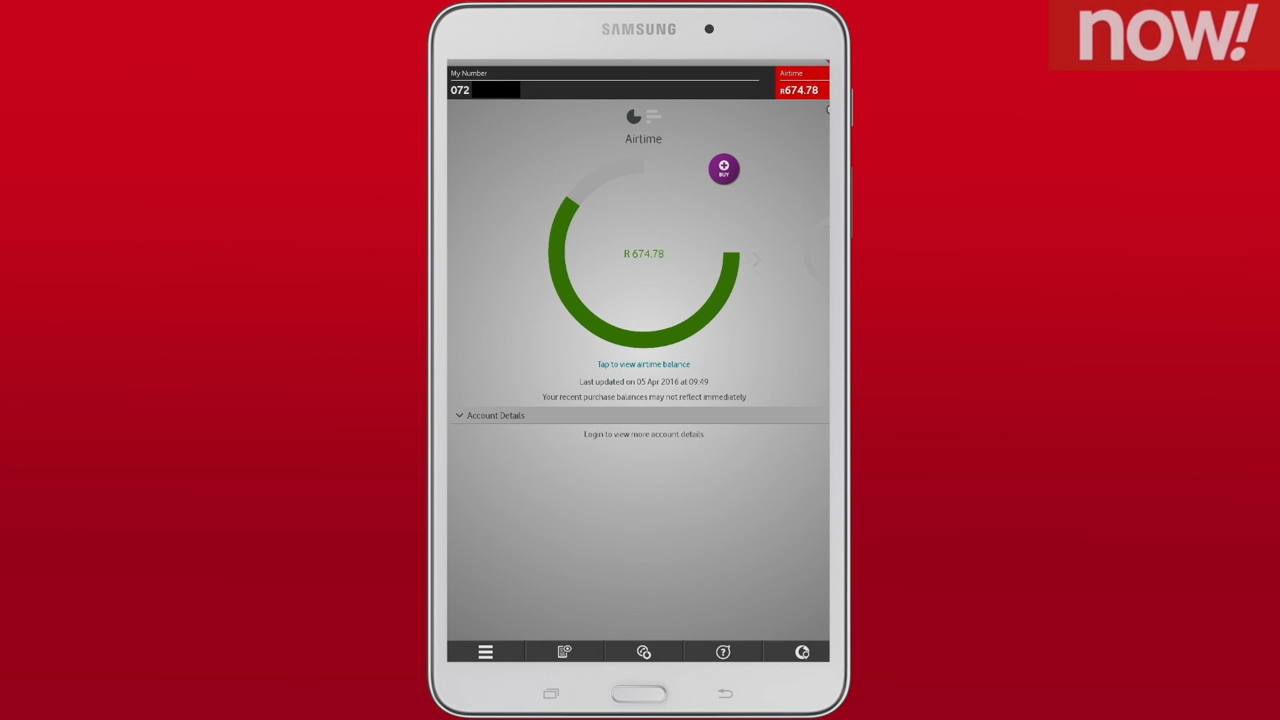 now!
SAMSUNG
My Number
072
Airtime
R674.78
Airtime
BUY
R 674.78
Tap to view airtime balance
Last updated on 05 Apr 2016 at 09:49
Your recent purchase balances may not reflect immediately
Account Details
Login to view more account details